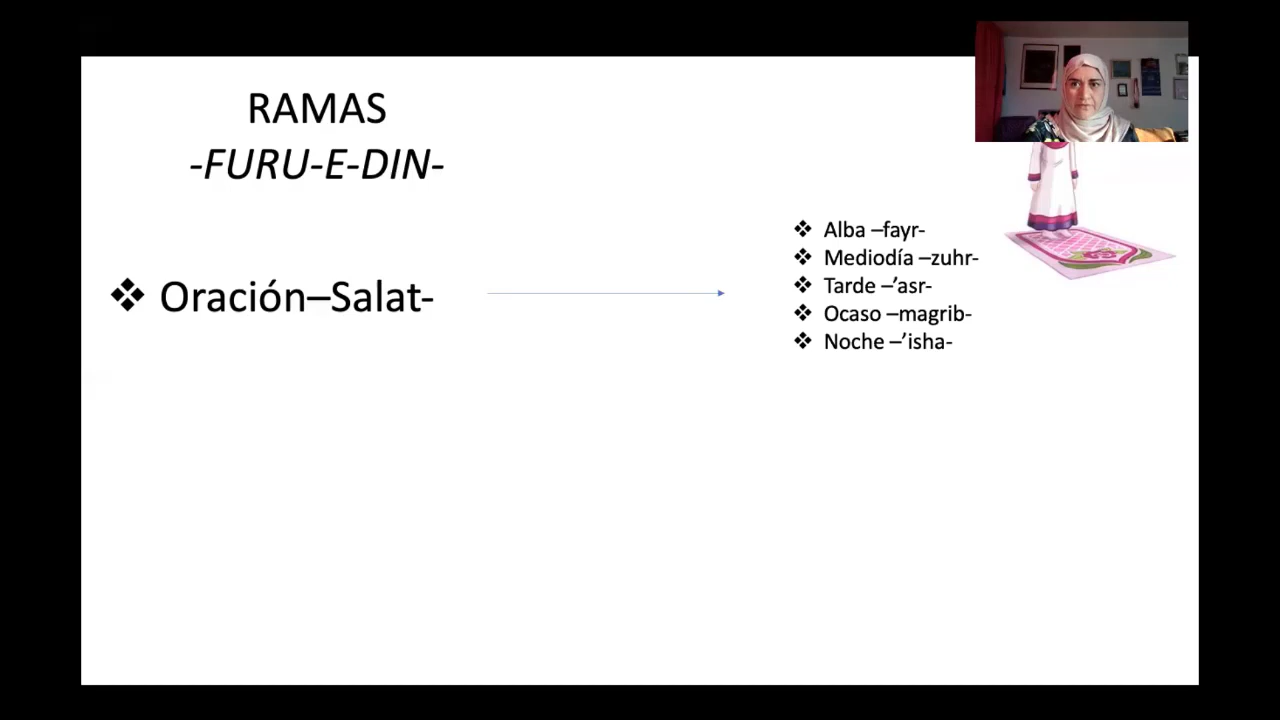 RAMAS
-FURU-E-DIN-
❖ Oración–Salat-
❖ Alba –fayr-
❖ Mediodía –zuhr-
❖ Tarde –’asr-
❖ Ocaso –magrib-
❖ Noche –’isha-